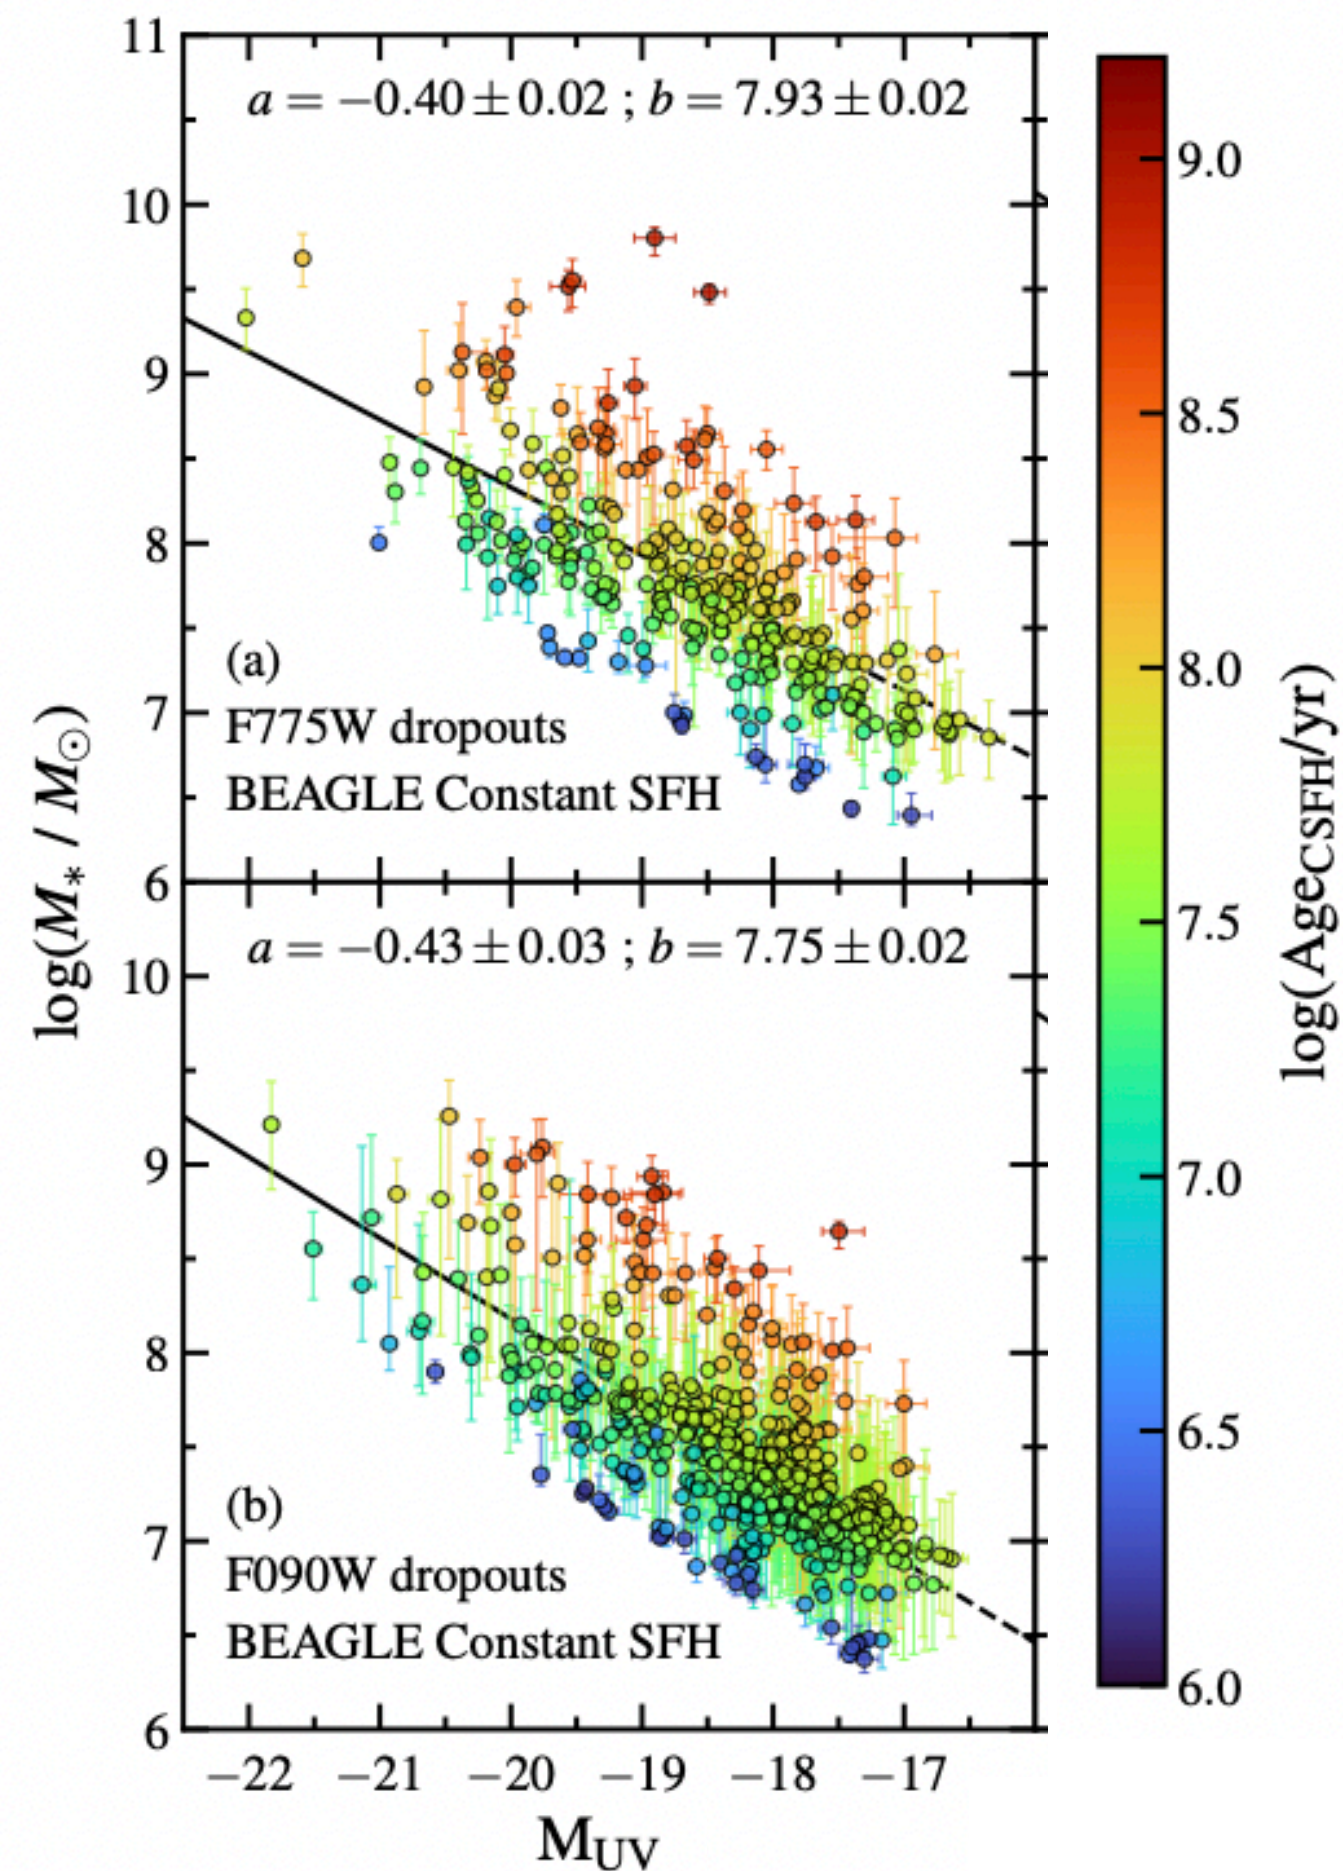 11
a = −0.40 ± 0.02 ; b = 7.93 ± 0.02
10
9
8
7
6
(a)
F775W dropouts
BEAGLE Constant SFH
log(M* / M⊙)
a = −0.43 ± 0.03 ; b = 7.75 ± 0.02
10
9
8
7
6
(b)
F090W dropouts
BEAGLE Constant SFH
−22 −21 −20 −19 −18 −17
MUV
9.0
8.5
8.0
7.5
7.0
6.5
6.0
log(AgeCSFH/yr)